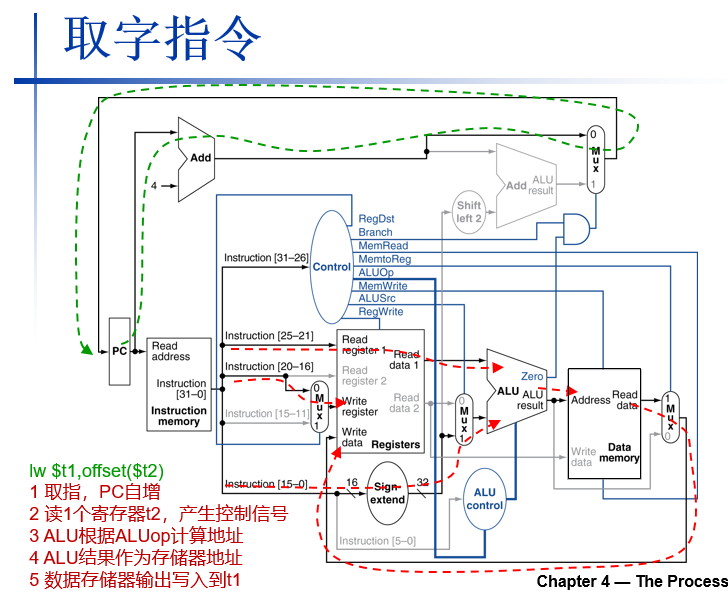 取字指令
0
Mux
1
Add
4
Add ALU result
Shift left 2
RegDst
Branch
MemRead
MemtoReg
ALUOp
MemWrite
ALUSrc
RegWrite
Control
Instruction [31–26]
Instruction [25–21]
Instruction [20–16]
Instruction [15–11]
Instruction [15–0]
Instruction [5–0]
PC
Read address
Instruction [31–0]
Instruction memory
0
Mux
1
Read register 1
Read register 2
Write register
Write data
Read data 1
Read data 2
Registers
16
Sign extend
32
0
Mux
1
Zero
ALU
ALU result
ALU control
Address
Read data
Write data
Data memory
1
Mux
0
lw $t1,offset($t2)
1 取指，PC自增
2 读1个寄存器t2，产生控制信号
3 ALU根据ALUop计算地址
4 ALU结果作为存储器地址
5 数据存储器输出写入到t1
Chapter 4 — The Process